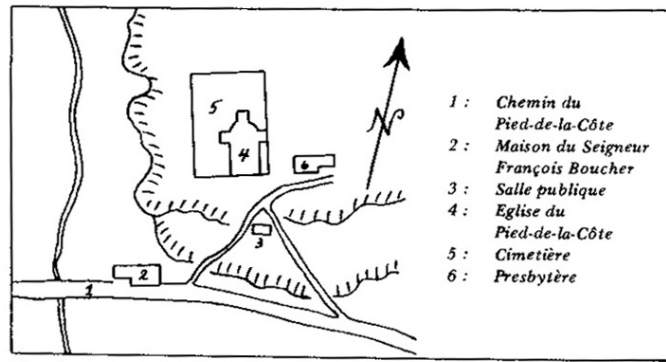 5
4
6
3
2
1
N
1 : Chemin du
Pied-de-la-Côte
2 : Maison du Seigneur
François Boucher
3 : Salle publique
4 : Eglise du
Pied-de-la-Côte
5 : Cimetière
6 : Presbytère